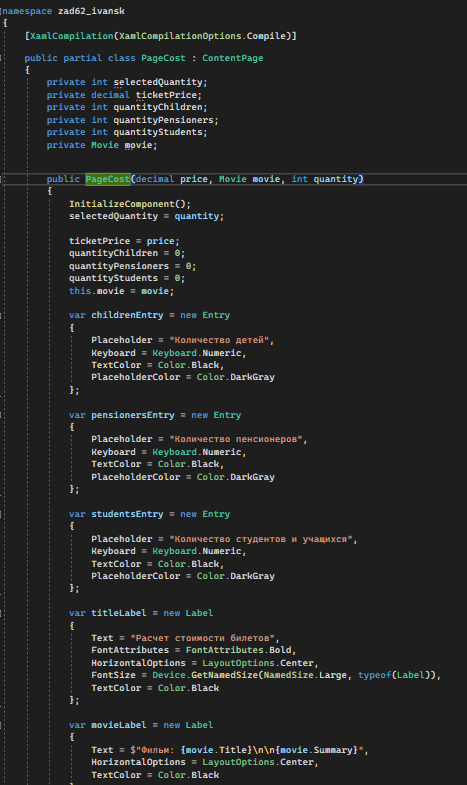 namespace zad62_ivansk
{
[XamlCompilation(XamlCompilationOptions.Compile)]
public partial class PageCost : ContentPage
{
private int selectedQuantity;
private decimal ticketPrice;
private int quantityChildren;
private int quantityPensioners;
private int quantityStudents;
private Movie movie;
public PageCost(decimal price, Movie movie, int quantity)
{
InitializeComponent();
selectedQuantity = quantity;
ticketPrice = price;
quantityChildren = 0;
quantityPensioners = 0;
quantityStudents = 0;
this.movie = movie;
var childrenEntry = new Entry
{
Placeholder = "Количество детей",
Keyboard = Keyboard.Numeric,
TextColor = Color.Black,
PlaceholderColor = Color.DarkGray
};
var pensionersEntry = new Entry
{
Placeholder = "Количество пенсионеров",
Keyboard = Keyboard.Numeric,
TextColor = Color.Black,
PlaceholderColor = Color.DarkGray
};
var studentsEntry = new Entry
{
Placeholder = "Количество студентов и учащихся",
Keyboard = Keyboard.Numeric,
TextColor = Color.Black,
PlaceholderColor = Color.DarkGray
};
var titleLabel = new Label
{
Text = "Расчет стоимости билетов",
FontAttributes = FontAttributes.Bold,
HorizontalOptions = LayoutOptions.Center,
FontSize = Device.GetNamedSize(NamedSize.Large, typeof(Label)),
TextColor = Color.Black
};
var movieLabel = new Label
{
Text = $"Фильм: {movie.Title}\n\n{movie.Summary}",
HorizontalOptions = LayoutOptions.Center,
TextColor = Color.Black